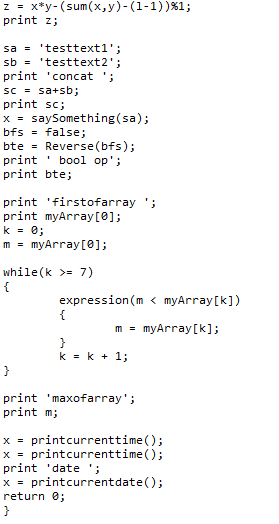 z = x*y-(sum(x,y)-(l-1))%1;
print z;

sa = 'testtext1';
sb = 'testtext2';
print 'concat ';
sc = sa+sb;
print sc;
x = saySomething(sa);
bfs = false;
bte = Reverse(bfs);
print ' bool op';
print bte;

print 'firstofarray ';
print myArray[0];
k = 0;
m = myArray[0];

while(k >= 7)
{
        expression(m < myArray[k])
        {
                m = myArray[k];
        }
        k = k + 1;
}

print 'maxofarray';
print m;

x = printcurrenttime();
x = printcurrenttime();
print 'date ';
x = printcurrentdate();
return 0;
}